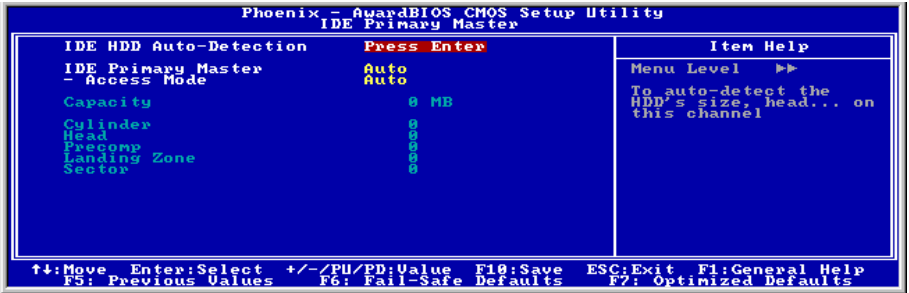 Phoenix - AwardBIOS CMOS Setup Utility
IDE Primary Master
IDE HDD Auto-Detection Press Enter
Item Help
IDE Primary Master Auto
- Access Mode Auto
Capacity 0 MB
Cylinder 0
Head 0
Precomp 0
Landing Zone 0
Sector 0
Menu Level ▶▶
To auto-detect the
HDD's size, head... on
this channel
↑↓:Move Enter:Select +/-/PU/PD:Value F10:Save ESC:Exit F1:General Help
F5: Previous Values F6: Fail-Safe Defaults F7: Optimized Defaults